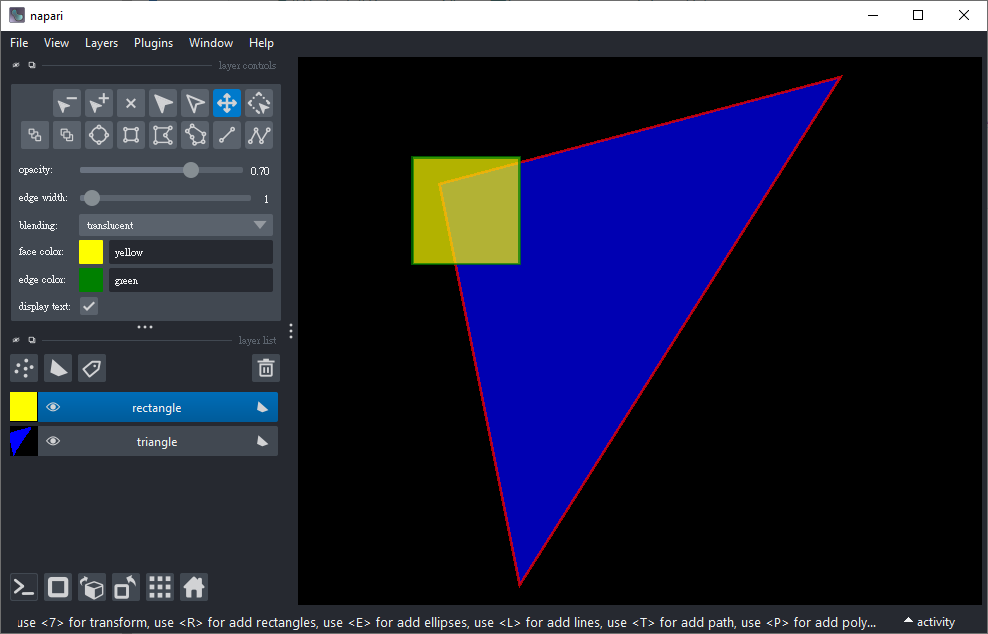 napari
File View Layers Plugins Window Help
layer controls
opacity: 0.70
edge width: 1
blending: translucent
face color: yellow
edge color: green
display text:
layer list
rectangle
triangle
use <7> for transform, use <R> for add rectangles, use <E> for add ellipses, use <L> for add lines, use <T> for add path, use <P> for add poly... activity